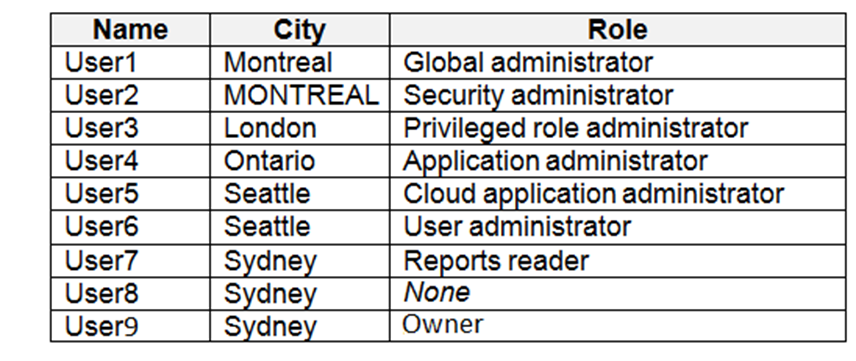 Name City Role
User1 Montreal Global administrator
User2 MONTREAL Security administrator
User3 London Privileged role administrator
User4 Ontario Application administrator
User5 Seattle Cloud application administrator
User6 Seattle User administrator
User7 Sydney Reports reader
User8 Sydney None
User9 Sydney Owner